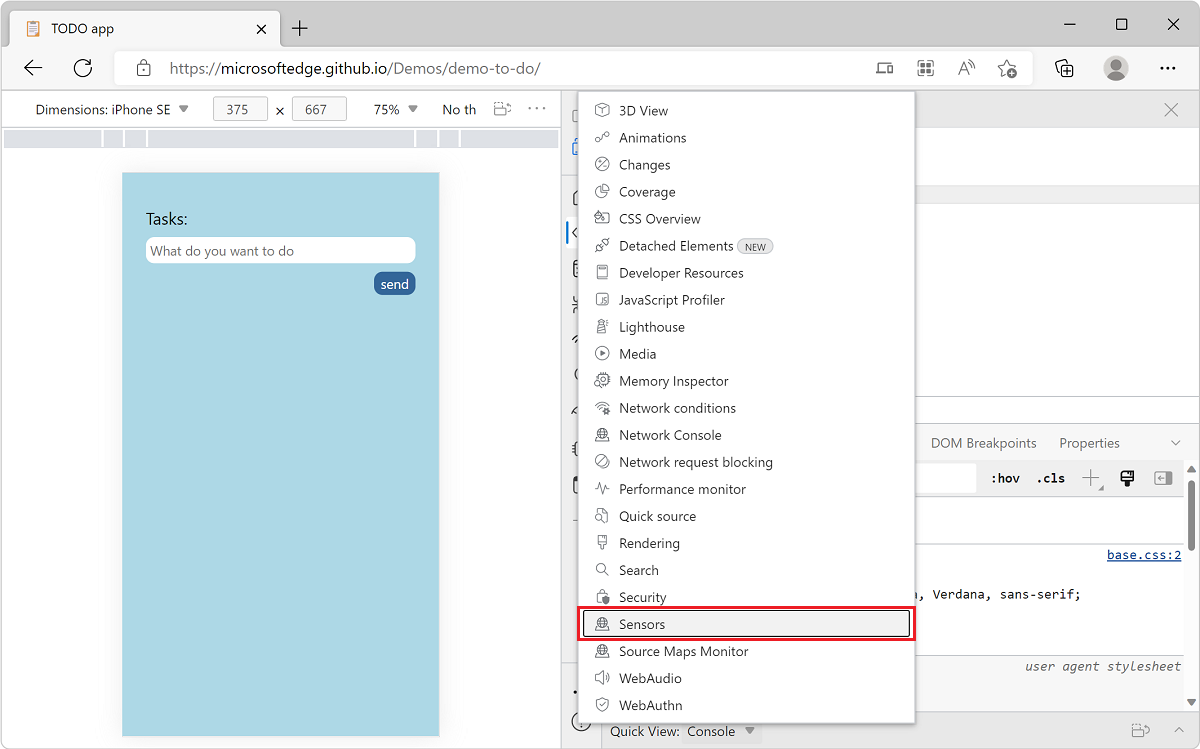 TODO app
https://microsoftedge.github.io/Demos/demo-to-do/
Dimensions: iPhone SE 375 x 667 75% No th
Tasks:
What do you want to do
send
3D View
Animations
Changes
Coverage
CSS Overview
Detached Elements NEW
Developer Resources
JavaScript Profiler
Lighthouse
Media
Memory Inspector
Network conditions
Network Console
Network request blocking
Performance monitor
Quick source
Rendering
Search
Security
Sensors
Source Maps Monitor
WebAudio
WebAuthn
DOM Breakpoints Properties
:hov .cls
base.css:2
, Verdana, sans-serif;
user agent stylesheet
Quick View: Console